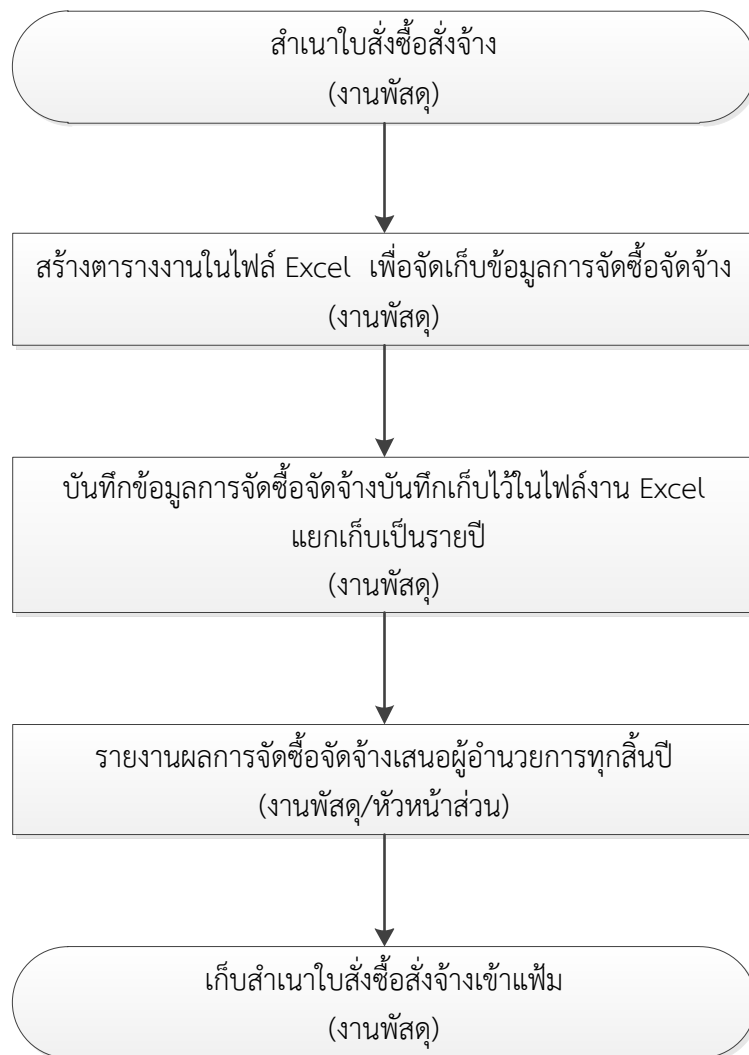 สำเนาใบสั่งซื้อสั่งจ้าง
(งานพัสดุ)
สร้างตารางงานในไฟล์ Excel  เพื่อจัดเก็บข้อมูลการจัดซื้อจัดจ้าง
(งานพัสดุ)
บันทึกข้อมูลการจัดซื้อจัดจ้างบันทึกเก็บไว้ในไฟล์งาน Excel
แยกเก็บเป็นรายปี
(งานพัสดุ)
รายงานผลการจัดซื้อจัดจ้างเสนอผู้อำนวยการทุกสิ้นปี
(งานพัสดุ/หัวหน้าส่วน)
เก็บสำเนาใบสั่งซื้อสั่งจ้างเข้าแฟ้ม
(งานพัสดุ)